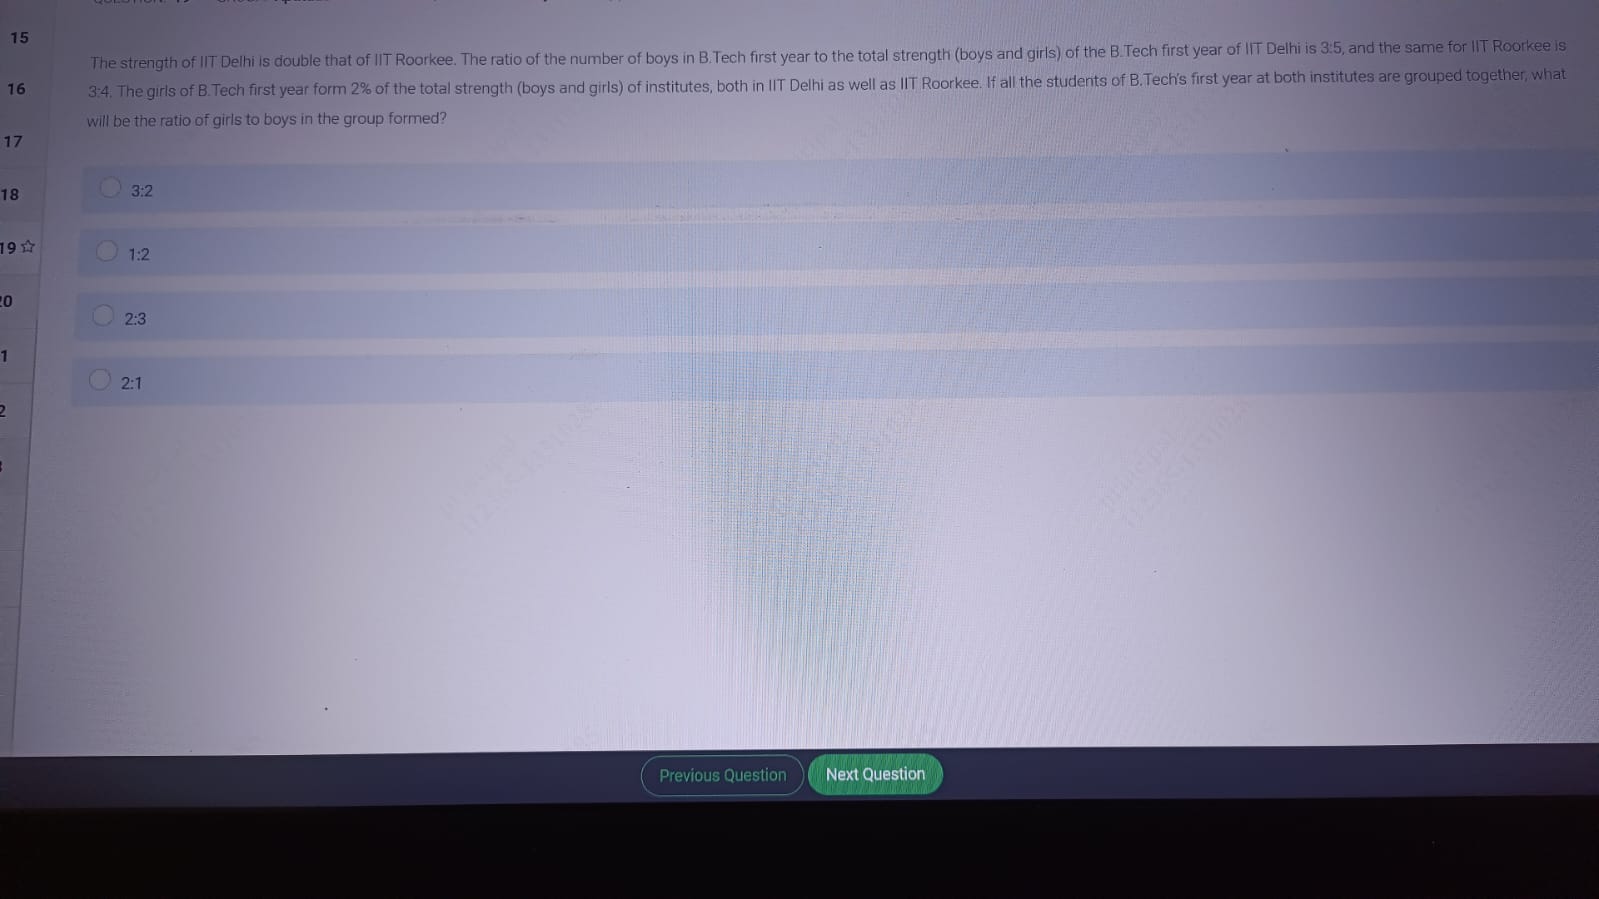 15
The strength of IIT Delhi is double that of IIT Roorkee. The ratio of the number of boys in B.Tech first year to the total strength (boys and girls) of the B.Tech first year of IIT Delhi is 3:5, and the same for IIT Roorkee is
16
3:4. The girls of B.Tech first year form 2% of the total strength (boys and girls) of institutes, both in IIT Delhi as well as IIT Roorkee. If all the students of B.Tech's first year at both institutes are grouped together, what
will be the ratio of girls to boys in the group formed?
17
18
3:2
19
1:2
20
2:3
1
2:1
2
Previous Question
Next Question